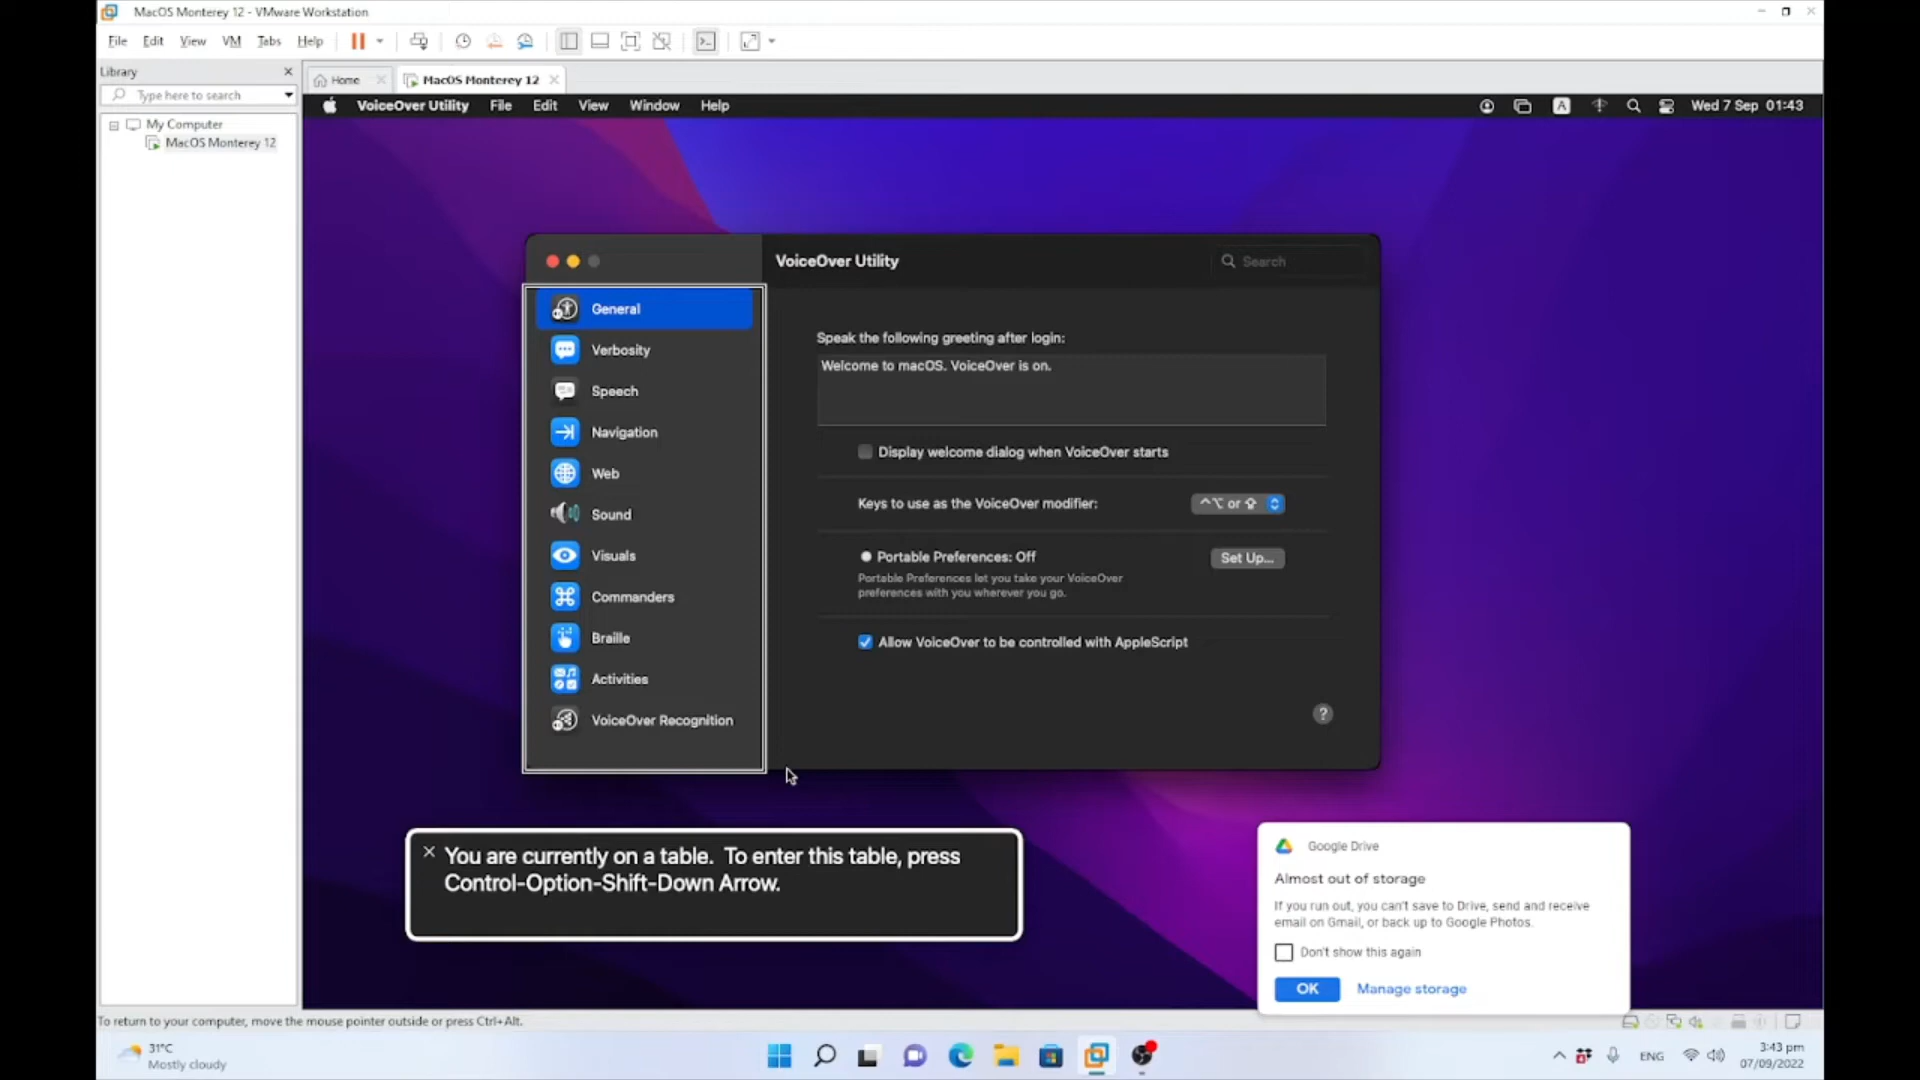 MacOS Monterey 12 - VMware Workstation
File Edit View VM Tabs Help
Library
Type here to search
My Computer
MacOS Monterey 12
Home
MacOS Monterey 12
VoiceOver Utility File Edit View Window Help
A
Wed 7 Sep 01:43
VoiceOver Utility
Search
General
Verbosity
Speech
Navigation
Web
Sound
Visuals
Commanders
Braille
Activities
VoiceOver Recognition
Speak the following greeting after login:
Welcome to macOS. VoiceOver is on.
Display welcome dialog when VoiceOver starts
Keys to use as the VoiceOver modifier:
^⌥ or ⇪
Portable Preferences: Off
Set Up...
Portable Preferences let you take your VoiceOver
preferences with you wherever you go.
Allow VoiceOver to be controlled with AppleScript
?
You are currently on a table. To enter this table, press
Control-Option-Shift-Down Arrow.
Google Drive
Almost out of storage
If you run out, you can't save to Drive, send and receive
email on Gmail, or back up to Google Photos.
Don't show this again
OK
Manage storage
To return to your computer, move the mouse pointer outside or press Ctrl+Alt.
31°C
Mostly cloudy
ENG
3:43 pm
07/09/2022